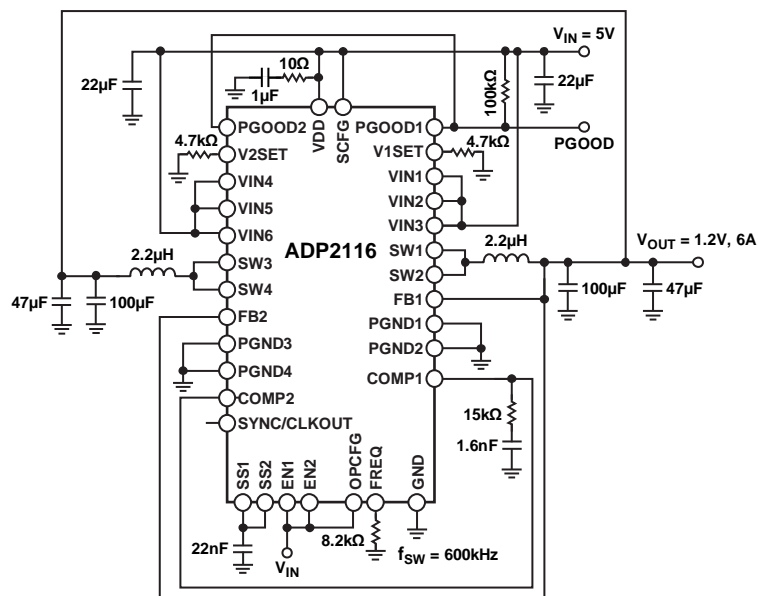 V_IN = 5V
10Ω
22µF
1µF
100kΩ
22µF
PGOOD2
VDD
SCFG
PGOOD1
PGOOD
4.7kΩ
4.7kΩ
V2SET
V1SET
VIN4
VIN1
VIN5
VIN2
VIN6
VIN3
ADP2116
V_OUT = 1.2V, 6A
2.2µH
SW3
SW1
2.2µH
SW4
SW2
47µF
100µF
100µF
47µF
FB2
FB1
PGND3
PGND1
PGND4
PGND2
COMP2
COMP1
SYNC/CLKOUT
15kΩ
1.6nF
SS1
SS2
EN1
EN2
OPCFG
FREQ
GND
22nF
V_IN
8.2kΩ
f_SW = 600kHz